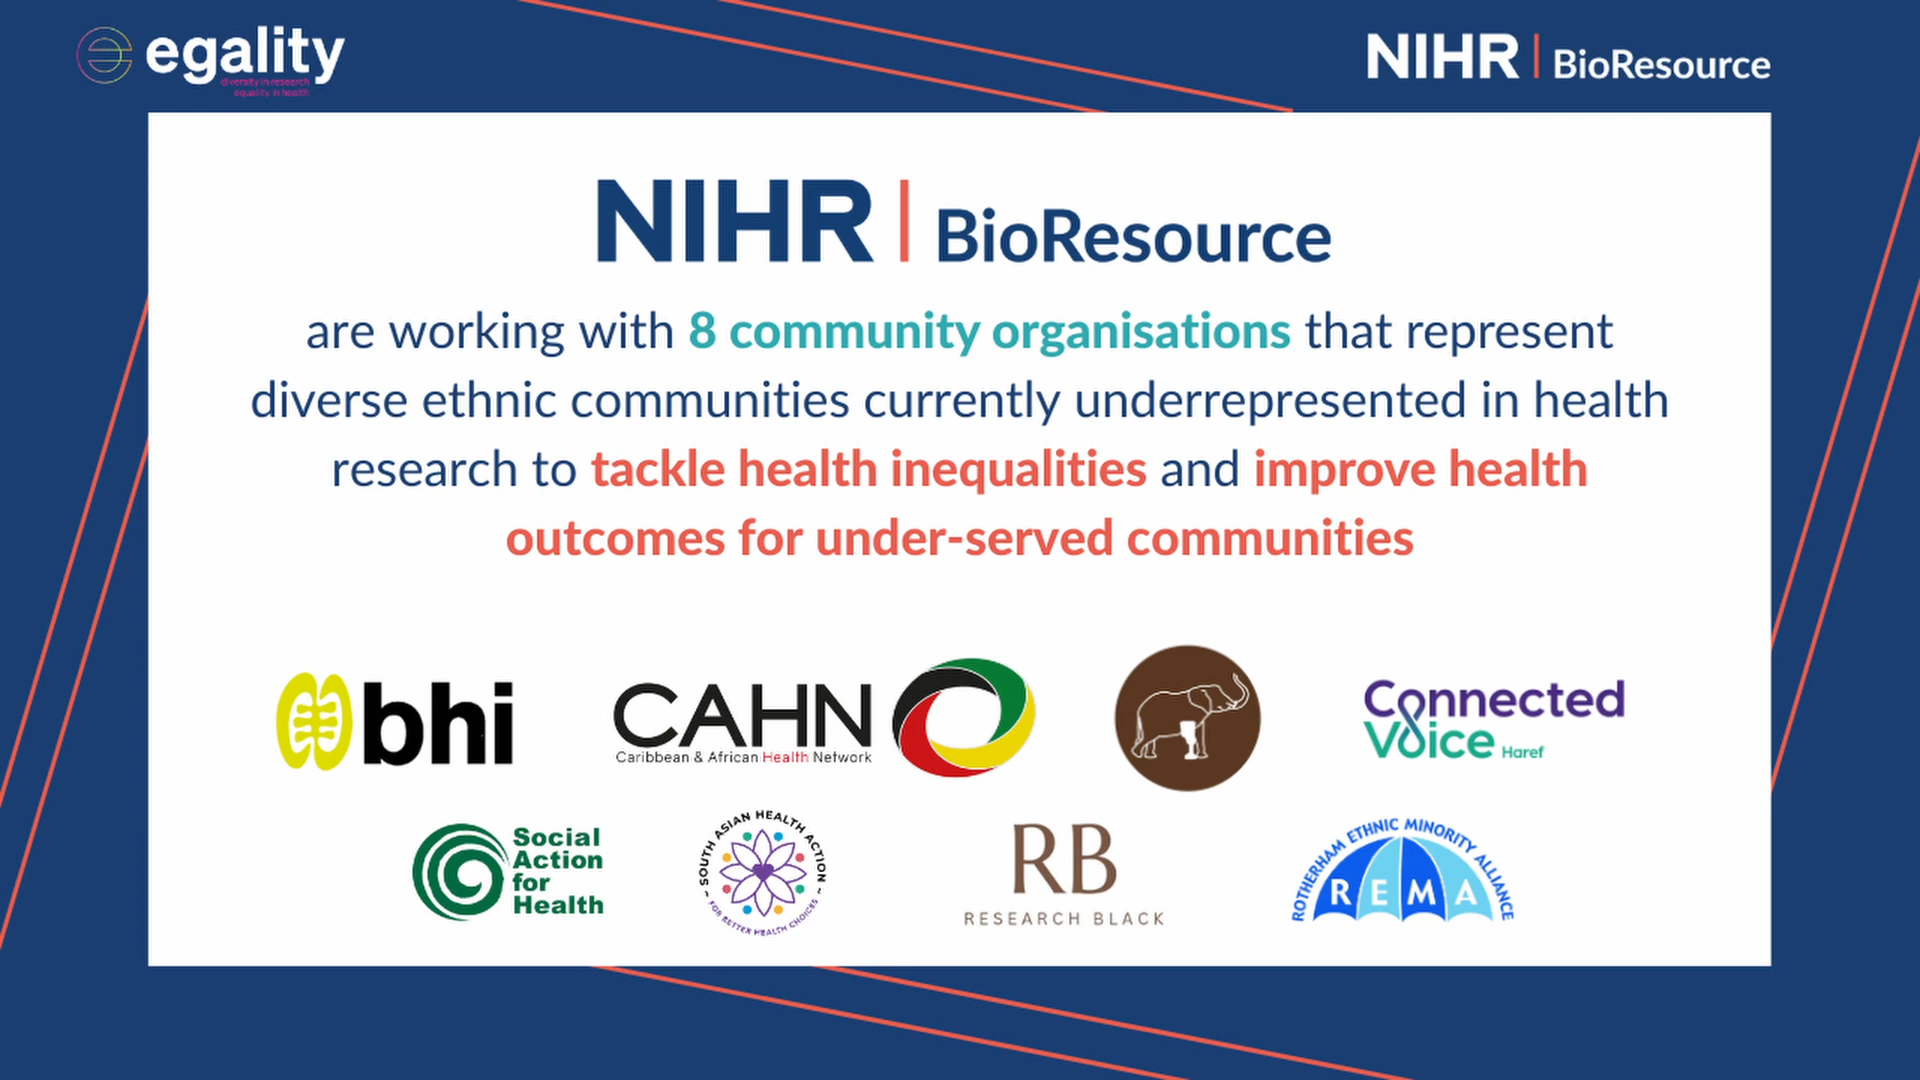 egality
diversity in research
equality in health
NIHR | BioResource
NIHR | BioResource
are working with 8 community organisations that represent
diverse ethnic communities currently underrepresented in health
research to tackle health inequalities and improve health
outcomes for under-served communities
bhi
CAHN
Caribbean & African Health Network
Connected
Voice Haref
Social
Action
for
Health
~ SOUTH ASIAN HEALTH ACTION ~
FOR BETTER HEALTH CHOICES
RB
RESEARCH BLACK
ROTHERHAM ETHNIC MINORITY ALLIANCE
REMA